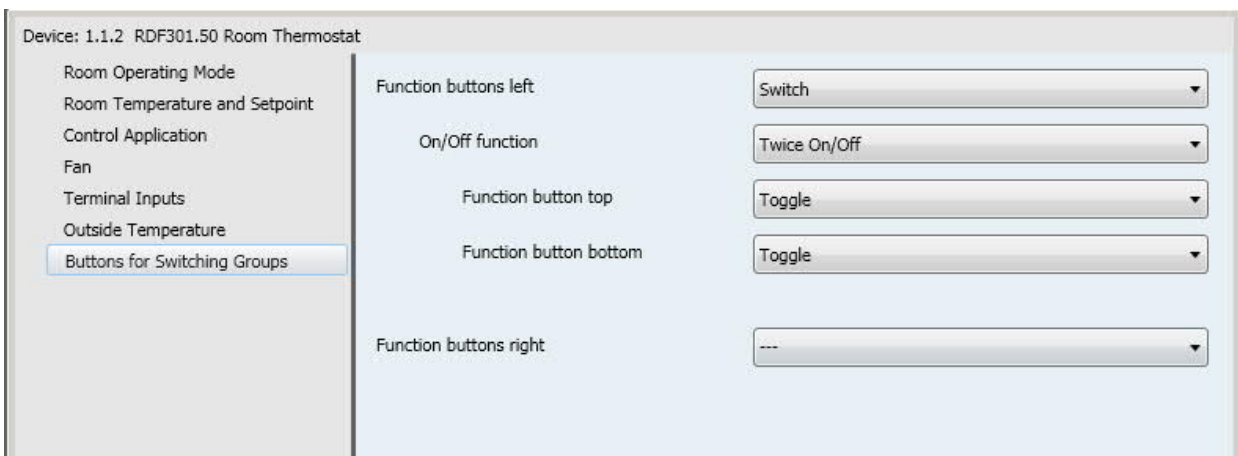 Device: 1.1.2 RDF301.50 Room Thermostat
Room Operating Mode
Room Temperature and Setpoint
Control Application
Fan
Terminal Inputs
Outside Temperature
Buttons for Switching Groups
Function buttons left
Switch
On/Off function
Twice On/Off
Function button top
Toggle
Function button bottom
Toggle
Function buttons right
---